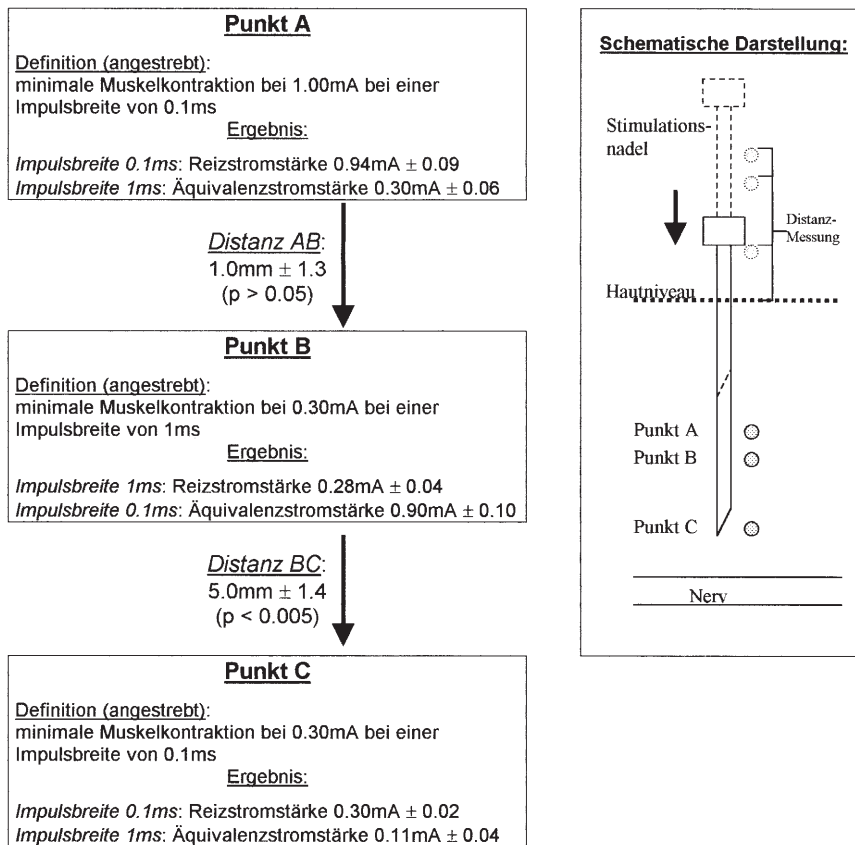 Punkt A
Definition (angestrebt):
minimale Muskelkontraktion bei 1.00mA bei einer
Impulsbreite von 0.1ms
Ergebnis:
Impulsbreite 0.1ms: Reizstromstärke 0.94mA ± 0.09
Impulsbreite 1ms: Äquivalenzstromstärke 0.30mA ± 0.06
Distanz AB:
1.0mm ± 1.3
(p > 0.05)
Punkt B
Definition (angestrebt):
minimale Muskelkontraktion bei 0.30mA bei einer
Impulsbreite von 1ms
Ergebnis:
Impulsbreite 1ms: Reizstromstärke 0.28mA ± 0.04
Impulsbreite 0.1ms: Äquivalenzstromstärke 0.90mA ± 0.10
Distanz BC:
5.0mm ± 1.4
(p < 0.005)
Punkt C
Definition (angestrebt):
minimale Muskelkontraktion bei 0.30mA bei einer
Impulsbreite von 0.1ms
Ergebnis:
Impulsbreite 0.1ms: Reizstromstärke 0.30mA ± 0.02
Impulsbreite 1ms: Äquivalenzstromstärke 0.11mA ± 0.04
Schematische Darstellung:
Stimulations-
nadel
Distanz-
Messung
Hautniveau
Punkt A
Punkt B
Punkt C
Nerv